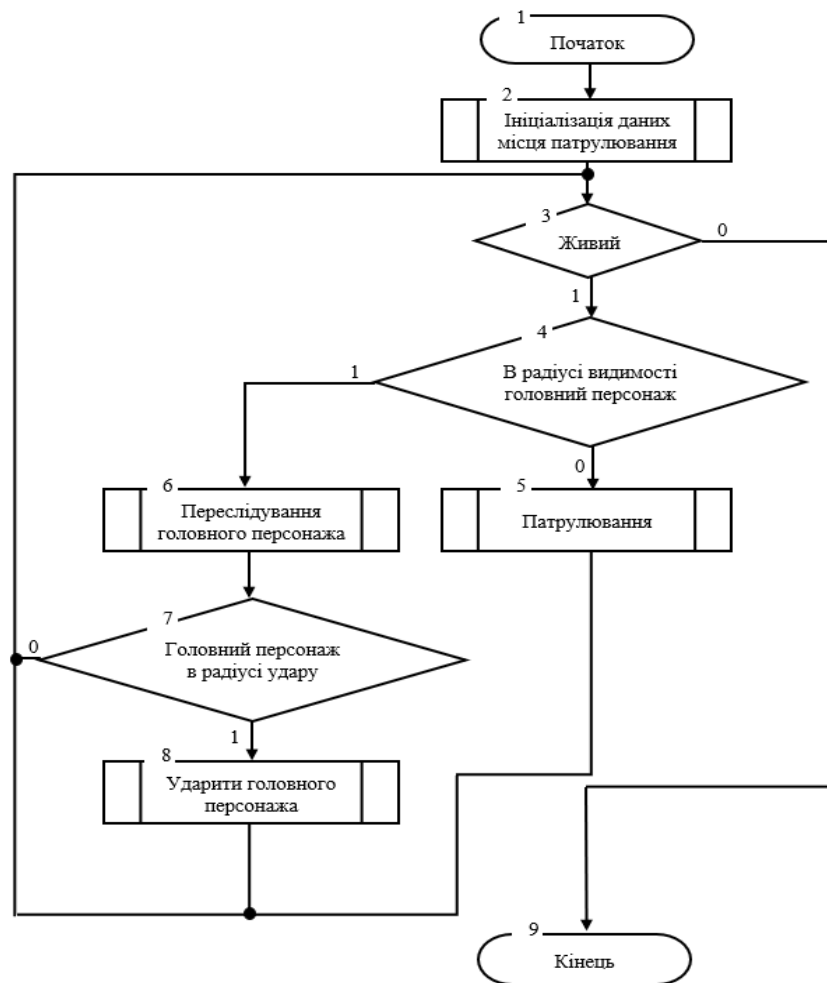 1
Початок
2
Ініціалізація даних
місця патрулювання
3
Живий
0
1
4
В радіусі видимості
головний персонаж
1
0
6
Переслідування
головного персонажа
5
Патрулювання
7
Головний персонаж
в радіусі удару
0
1
8
Ударити головного
персонажа
9
Кінець